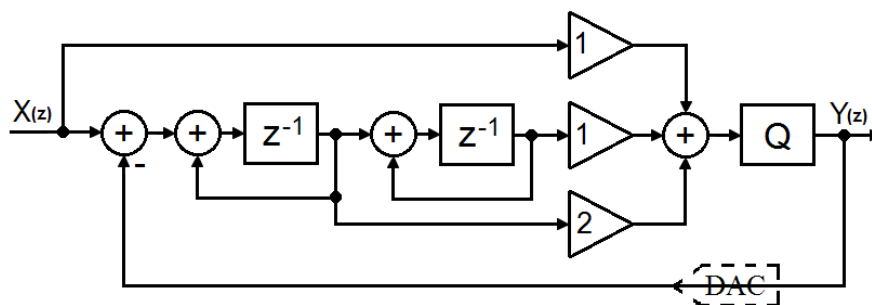 1
X(z)
+
+
z-1
+
z-1
1
+
Q
Y(z)
-
2
DAC